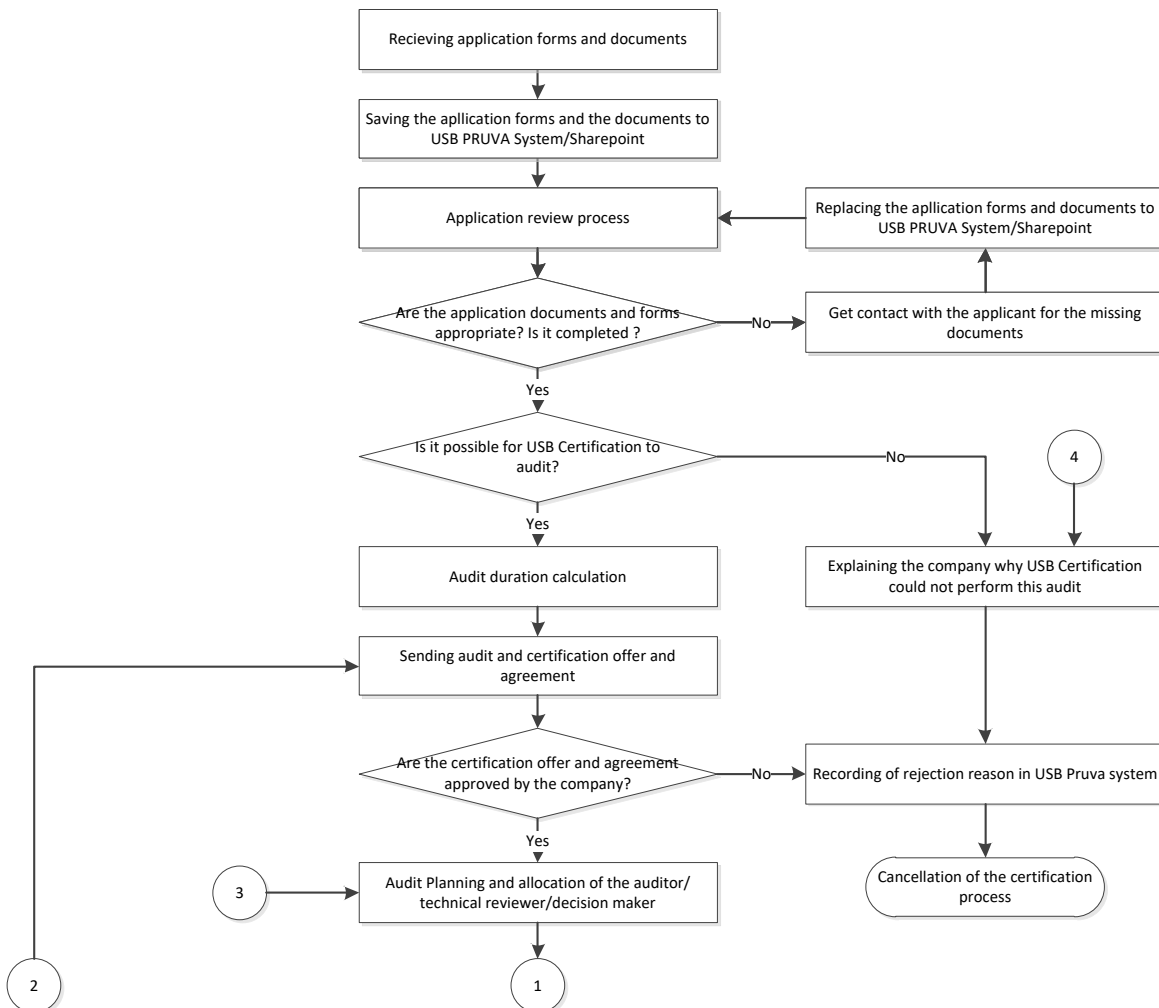 Recieving application forms and documents
Saving the apllication forms and the documents to
USB PRUVA System/Sharepoint
Application review process
Replacing the apllication forms and documents to
USB PRUVA System/Sharepoint
Are the application documents and forms
appropriate? Is it completed ?
No
Get contact with the applicant for the missing
documents
Yes
Is it possible for USB Certification to
audit?
No
4
Yes
Audit duration calculation
Explaining the company why USB Certification
could not perform this audit
Sending audit and certification offer and
agreement
Are the certification offer and agreement
approved by the company?
No
Recording of rejection reason in USB Pruva system
Yes
3
Audit Planning and allocation of the auditor/
technical reviewer/decision maker
Cancellation of the certification
process
2
1